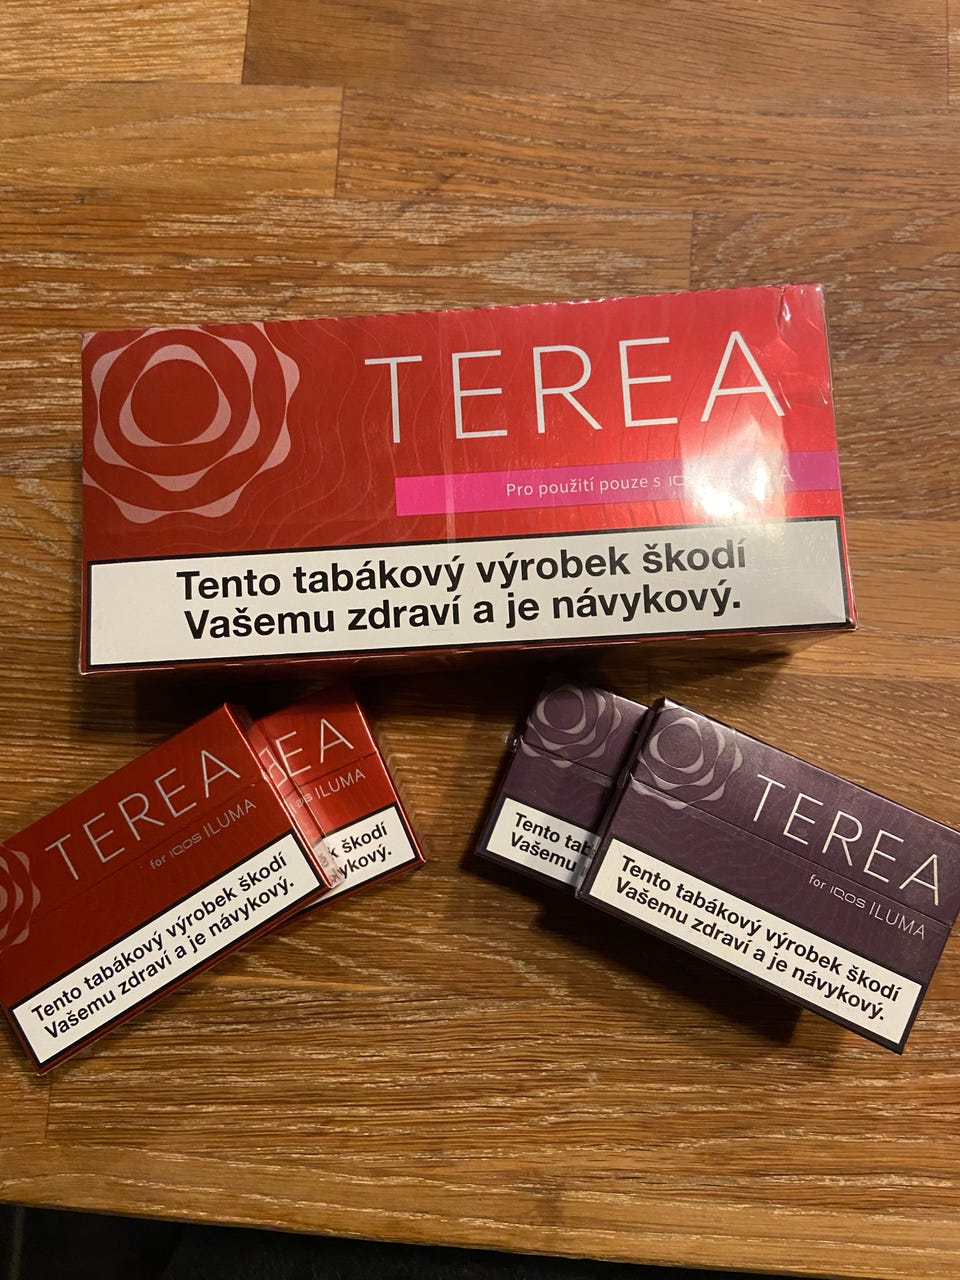 TEREA
Pro použití pouze s
Tento tabákový výrobek škodí
Vašemu zdraví a je návykový.
TEREA
for IQOS ILUMA
Tento tabákový výrobek škodí
Vašemu zdraví a je návykový.
EA
ILUMA
škodí
TEREA
for IQOS ILUMA
Tento tabákový výrobek škodí
Vašemu zdraví a je návykový.
Tento
Vašemu